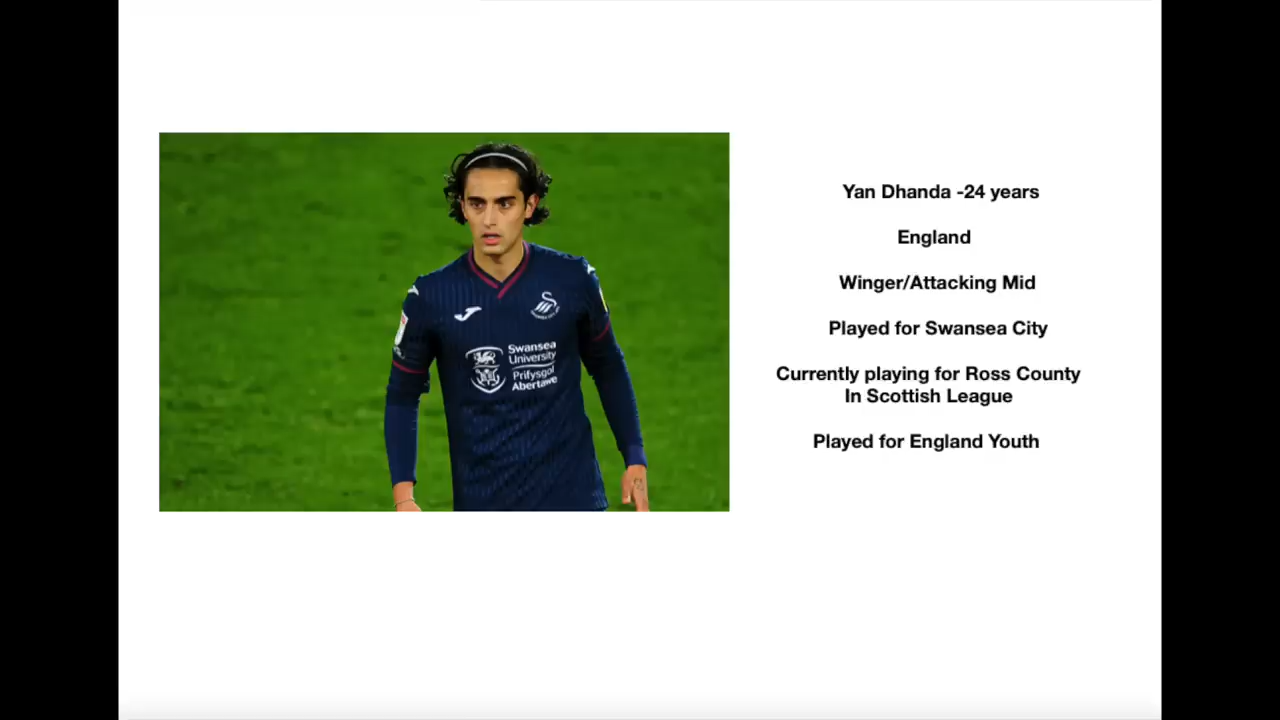 Yan Dhanda -24 years
England
Winger/Attacking Mid
Played for Swansea City
Currently playing for Ross County
In Scottish League
Played for England Youth
Swansea
University
Prifysgol
Abertawe